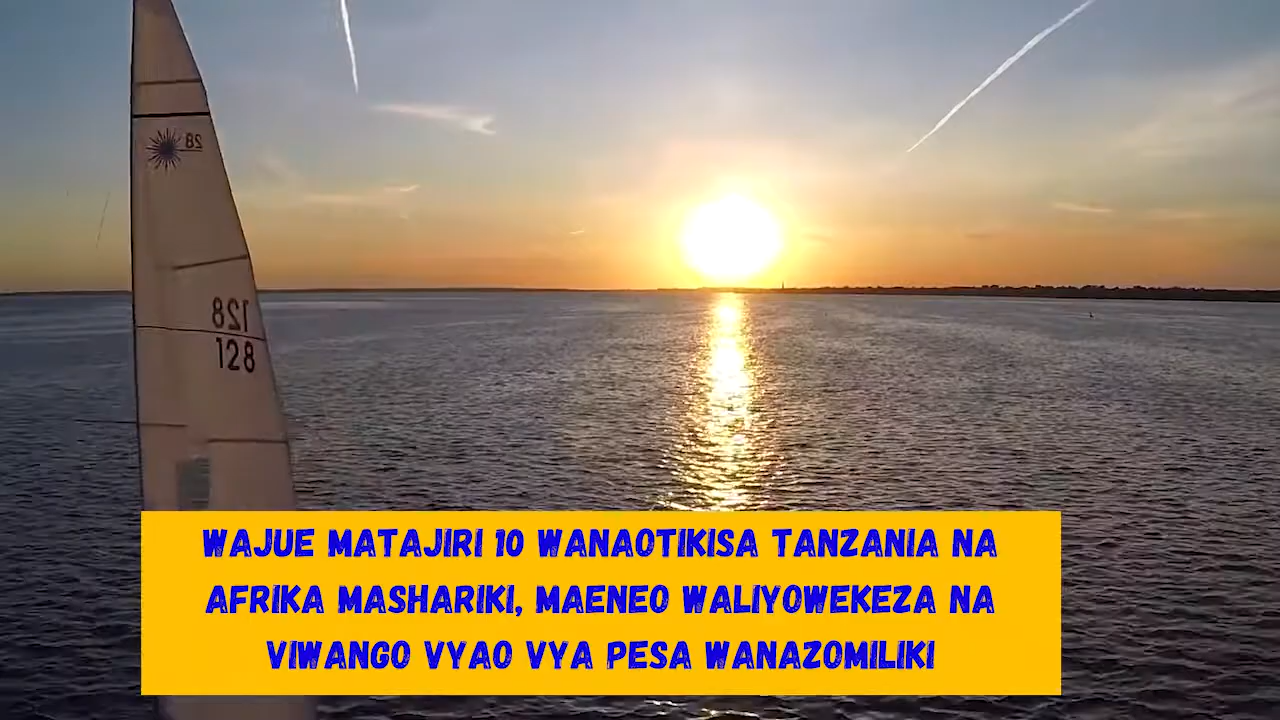 28
128
128
WAJUE MATAJIRI 10 WANAOTIKISA TANZANIA NA
AFRIKA MASHARIKI, MAENEO WALIYOWEKEZA NA
VIWANGO VYAO VYA PESA WANAZOMILIKI